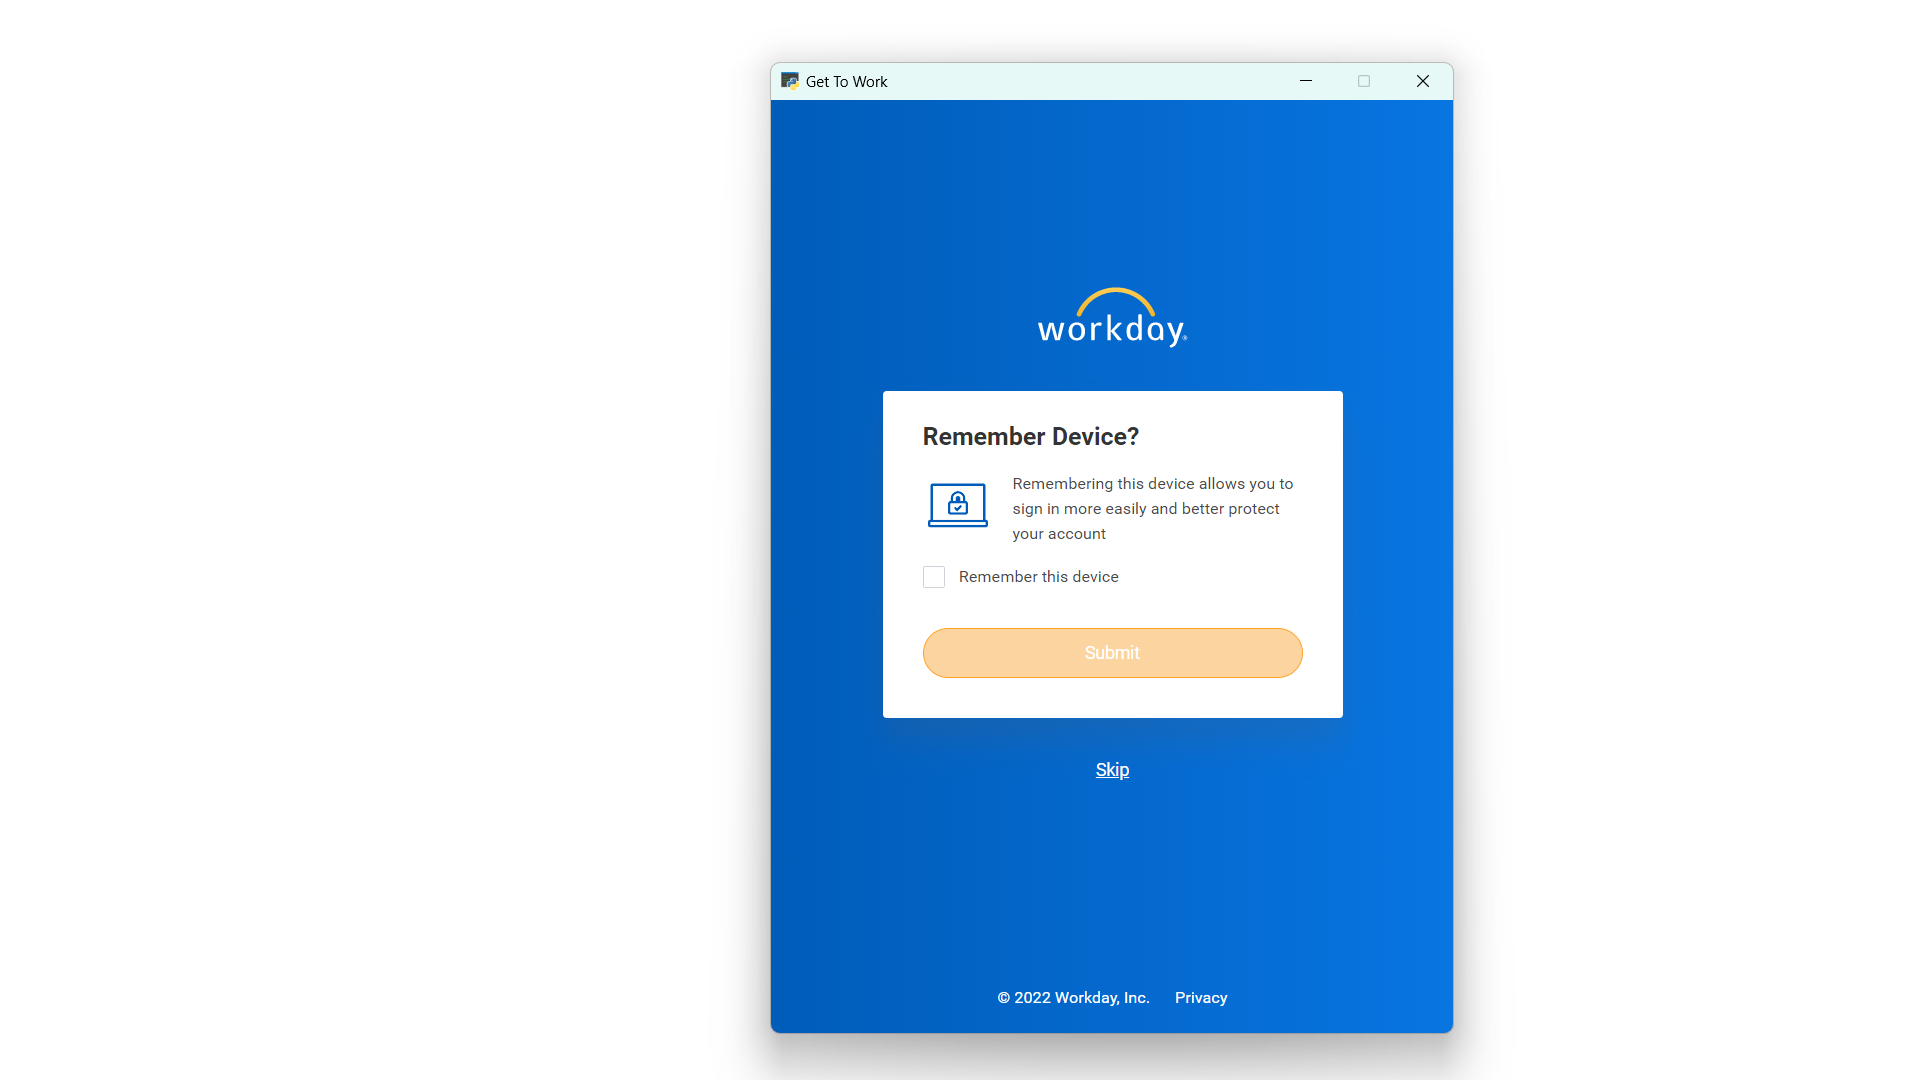 Get To Work
workday®
Remember Device?
Remembering this device allows you to
sign in more easily and better protect
your account
Remember this device
Submit
Skip
© 2022 Workday, Inc. Privacy